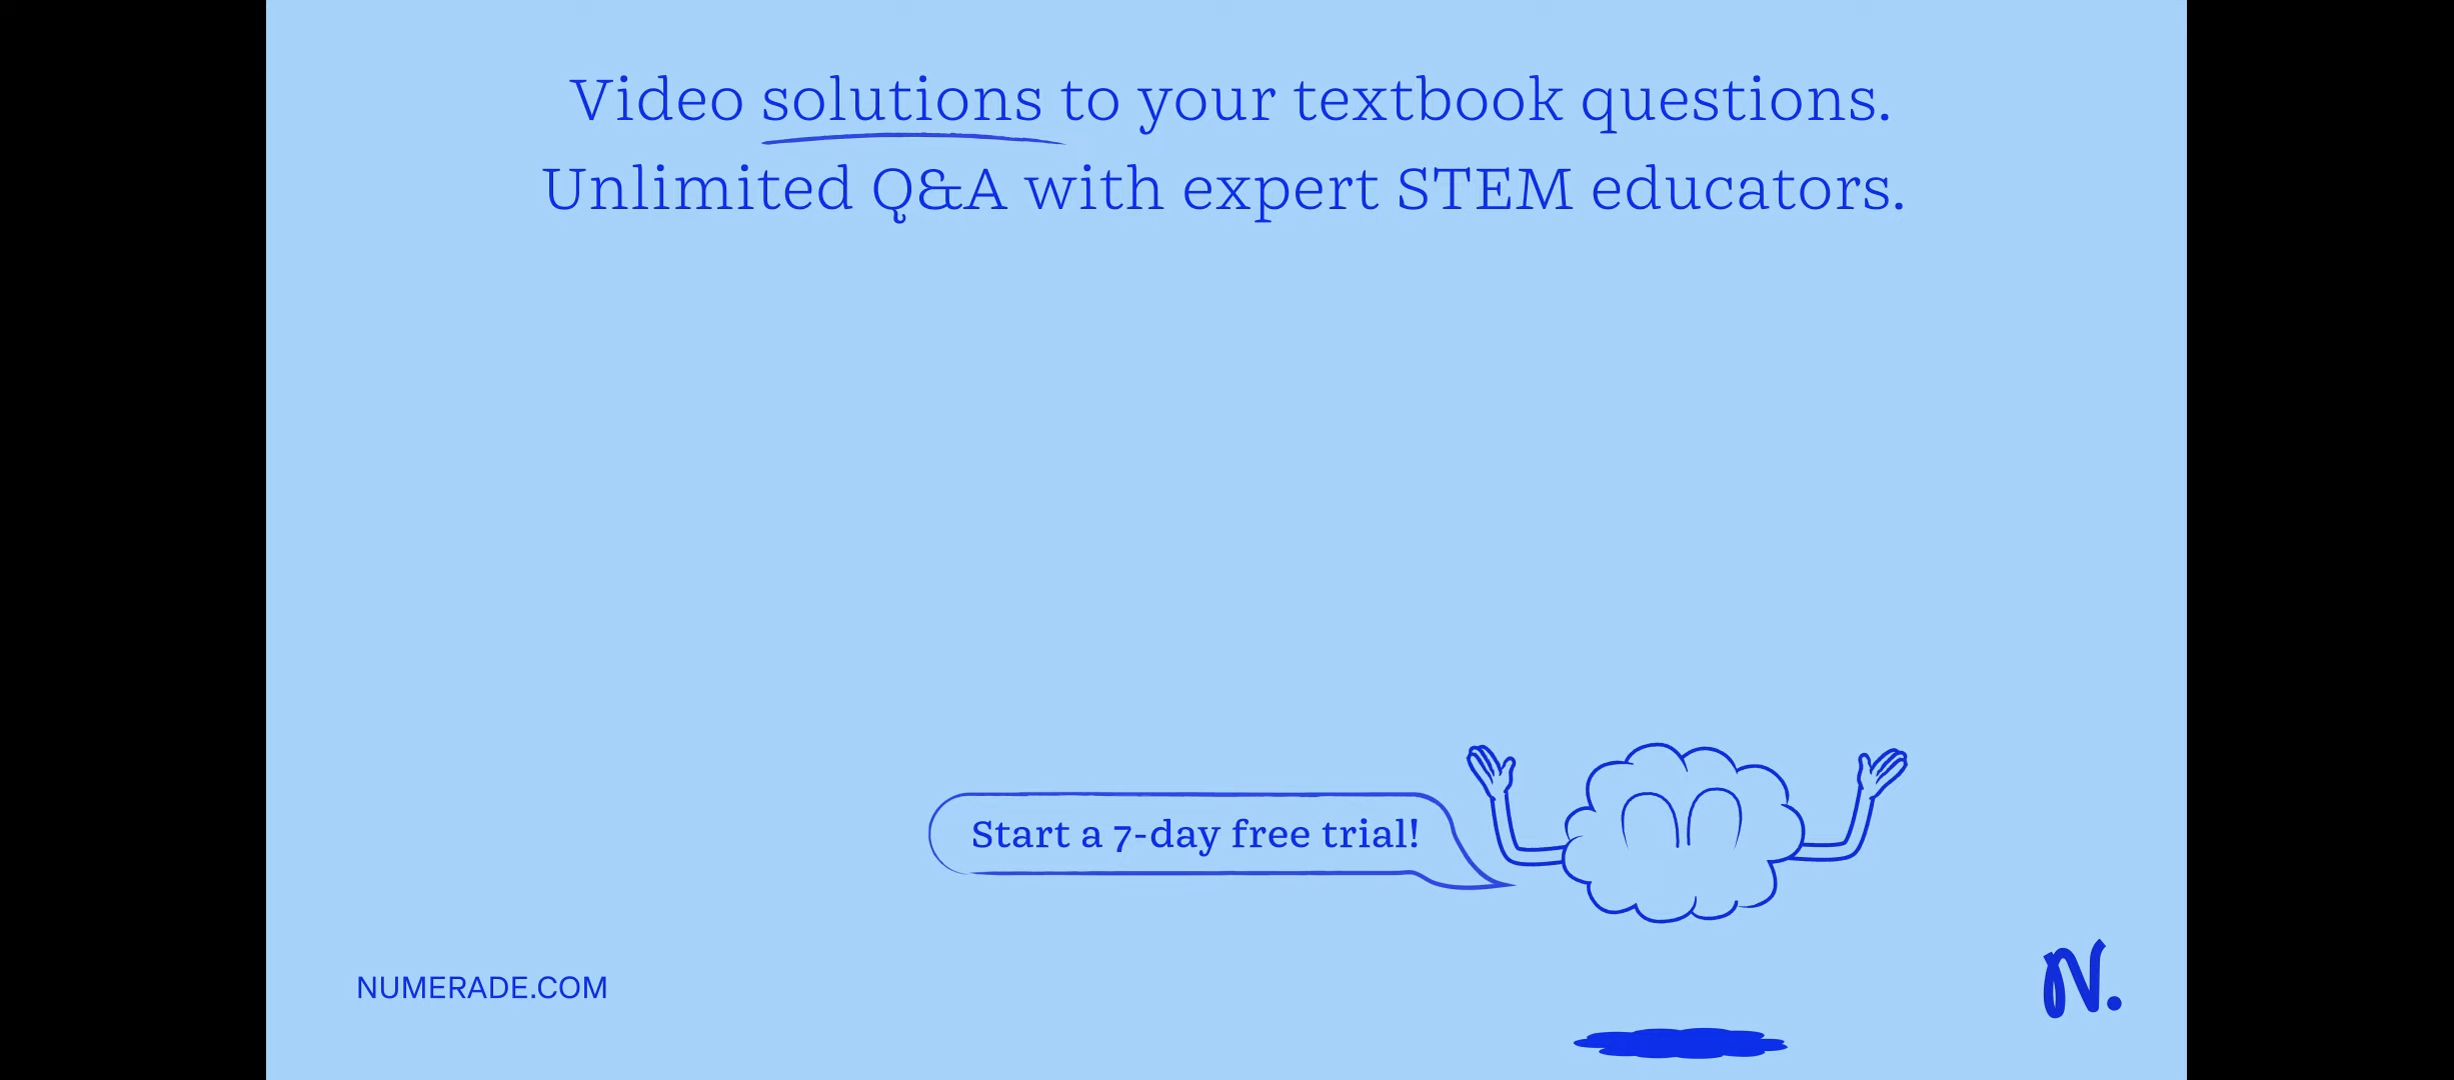 Video solutions to your textbook questions.
Unlimited Q&A with expert STEM educators.
Start a 7-day free trial!
NUMERADE.COM
N.